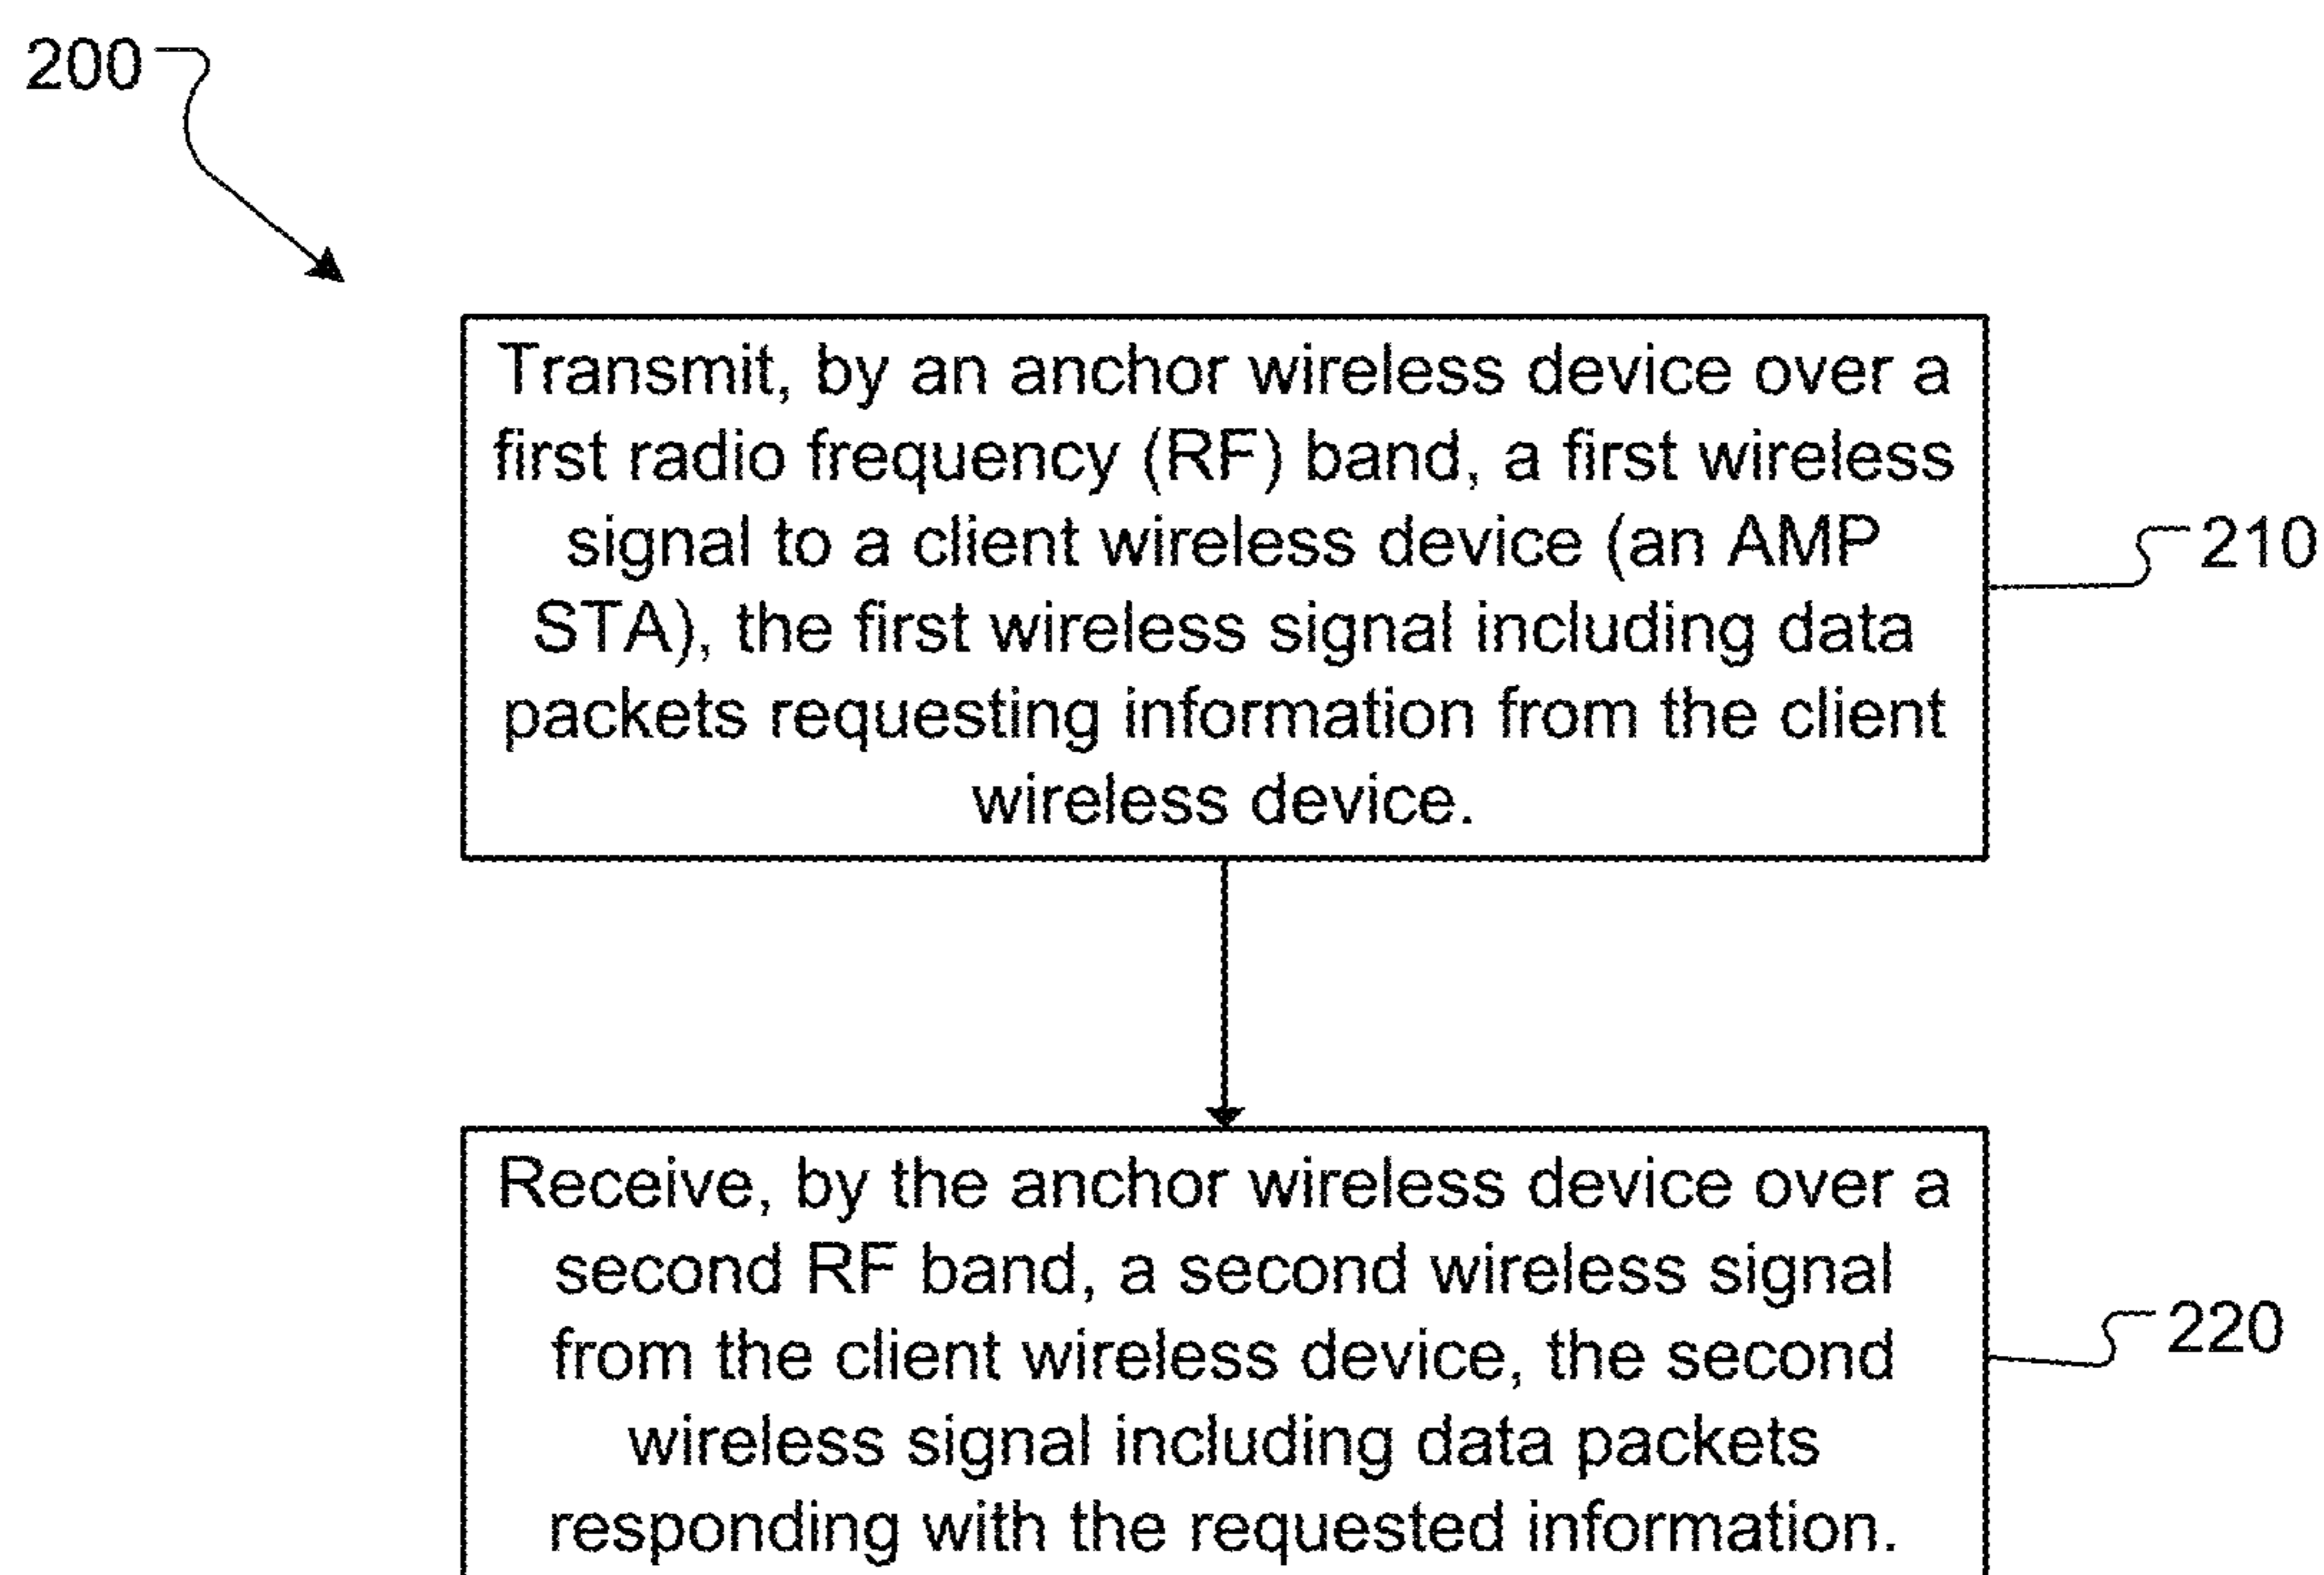 200
Transmit, by an anchor wireless device over a
first radio frequency (RF) band, a first wireless
signal to a client wireless device (an AMP
STA), the first wireless signal including data
packets requesting information from the client
wireless device.
210
Receive, by the anchor wireless device over a
second RF band, a second wireless signal
from the client wireless device, the second
wireless signal including data packets
responding with the requested information.
220